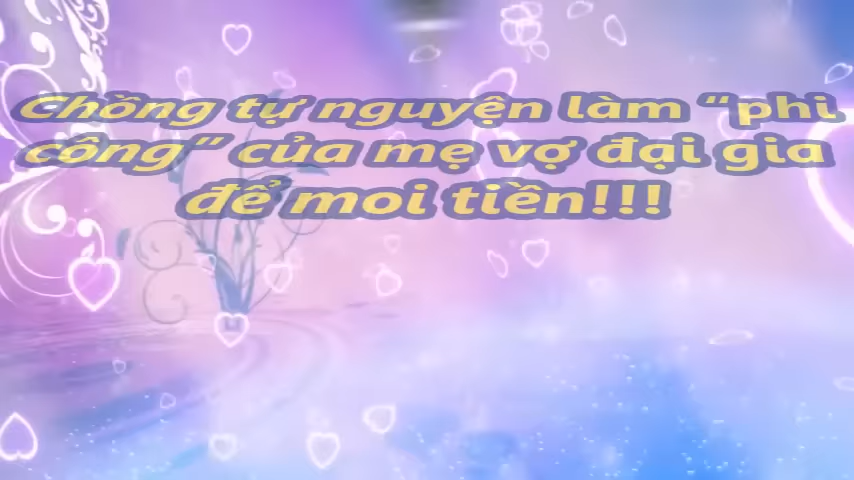 Chồng tự nguyện làm "phi
công" của mẹ vợ đại gia
để moi tiền!!!